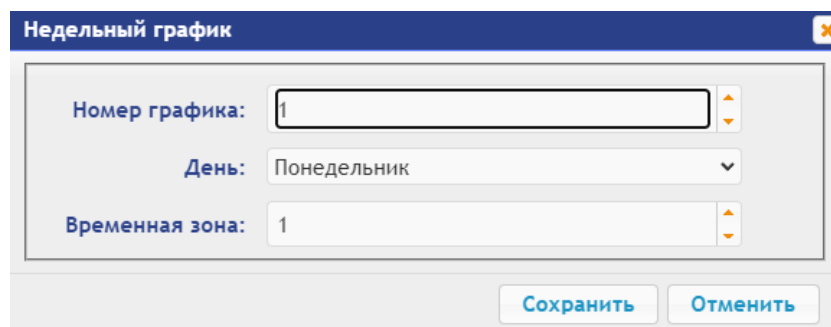 Недельный график
Номер графика: 1
День: Понедельник
Временная зона: 1
Сохранить Отменить